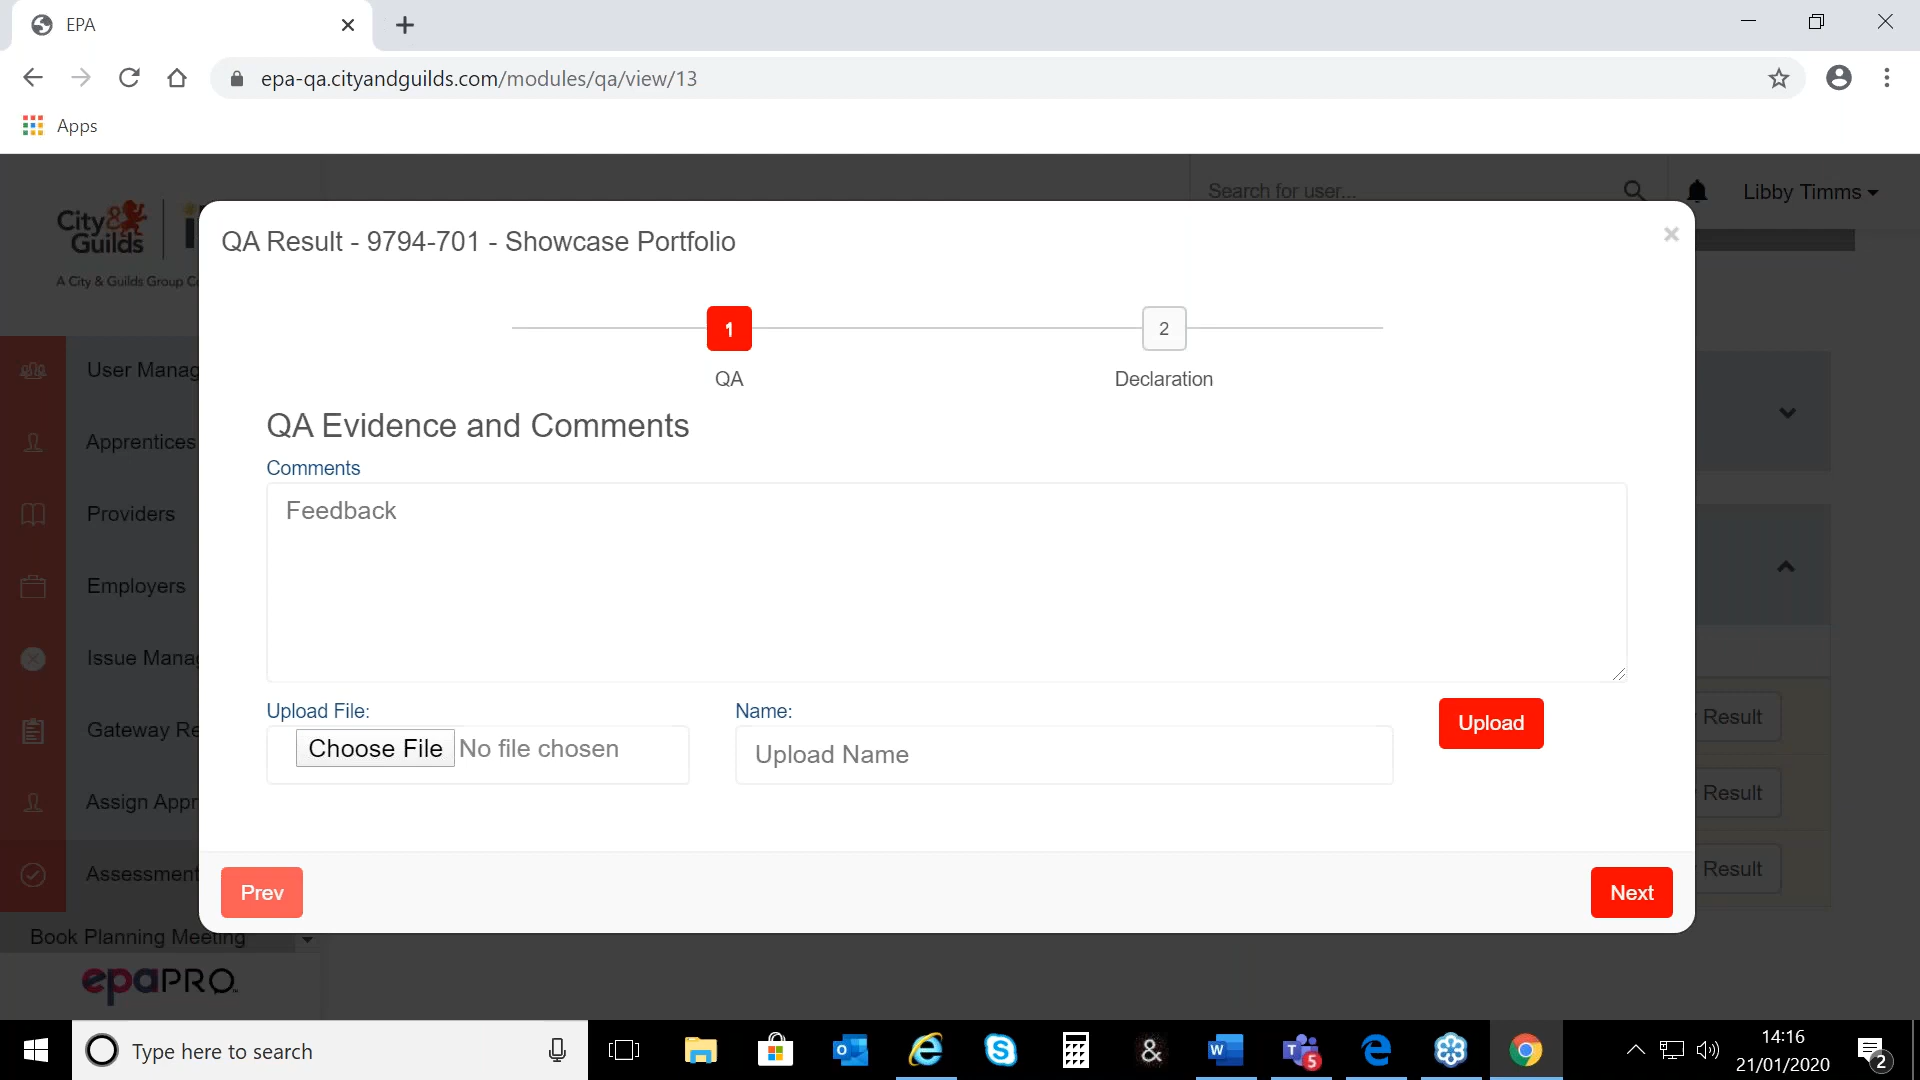 EPA
epa-qa.cityandguilds.com/modules/qa/view/13
Apps
Search for user...
Libby Timms
City&
Guilds
A City & Guilds Group
QA Result - 9794-701 - Showcase Portfolio
1
2
QA
Declaration
QA Evidence and Comments
Comments
Feedback
Upload File:
Name:
Upload
Choose File
No file chosen
Upload Name
Prev
Next
User Manag
Apprentices
Providers
Employers
Issue Mana
Gateway Re
Assign Appr
Assessment
Book Planning Meeting
Result
Result
Result
epaPRO
Type here to search
&
5
14:16
21/01/2020
2